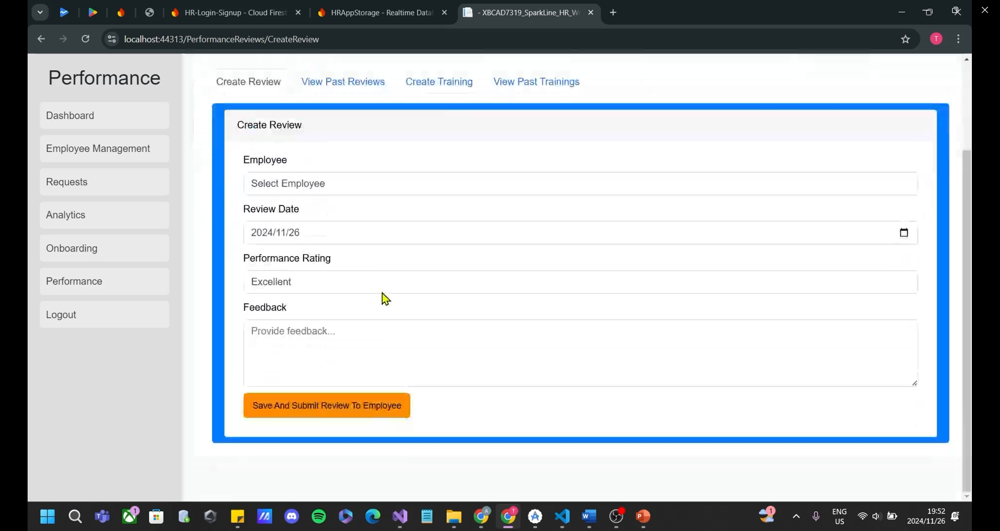 HR-Login-Signup - Cloud Firest
HRAppStorage - Realtime Data
- XBCAD7319_SparkLine_HR_W
localhost:44313/PerformanceReviews/CreateReview
T
Performance
Dashboard
Employee Management
Requests
Analytics
Onboarding
Performance
Logout
Create Review
View Past Reviews
Create Training
View Past Trainings
Create Review
Employee
Select Employee
Review Date
2024/11/26
Performance Rating
Excellent
Feedback
Provide feedback...
Save And Submit Review To Employee
1
A
T
1
ENG
US
19:52
2024/11/26